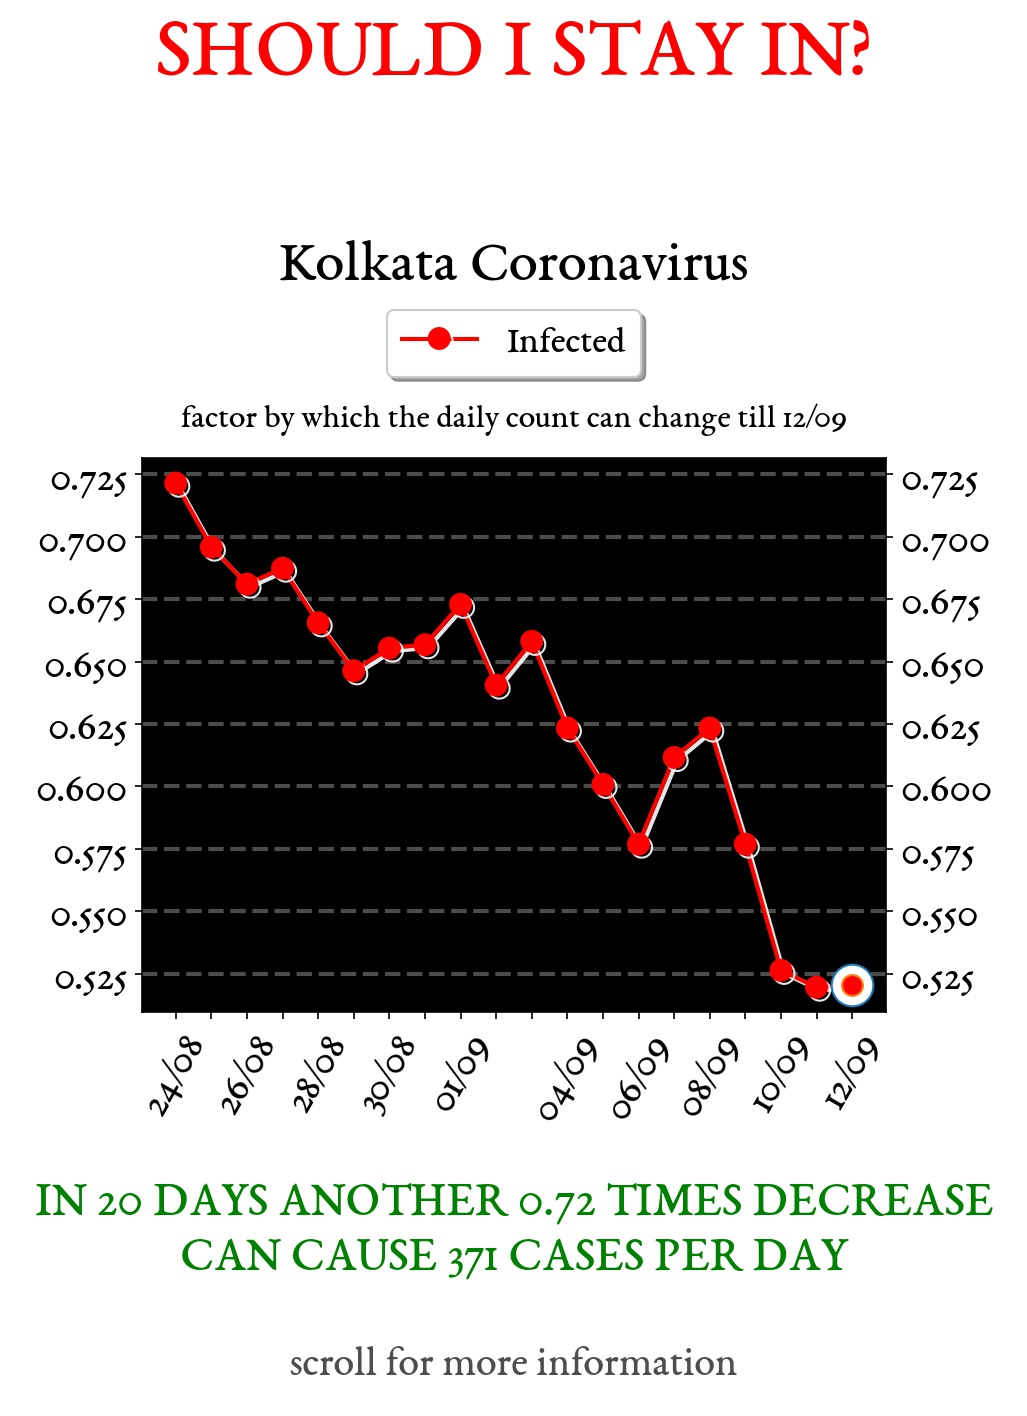 SHOULD I STAY IN?
Kolkata Coronavirus
Infected
factor by which the daily count can change till 12/09
0.725 0.725
0.700 0.700
0.675 0.675
0.650 0.650
0.625 0.625
0.600 0.600
0.575 0.575
0.550 0.550
0.525 0.525
24/08 26/08 28/08 30/08 01/09 04/09 06/09 08/09 10/09 12/09
IN 20 DAYS ANOTHER 0.72 TIMES DECREASE
CAN CAUSE 371 CASES PER DAY
scroll for more information